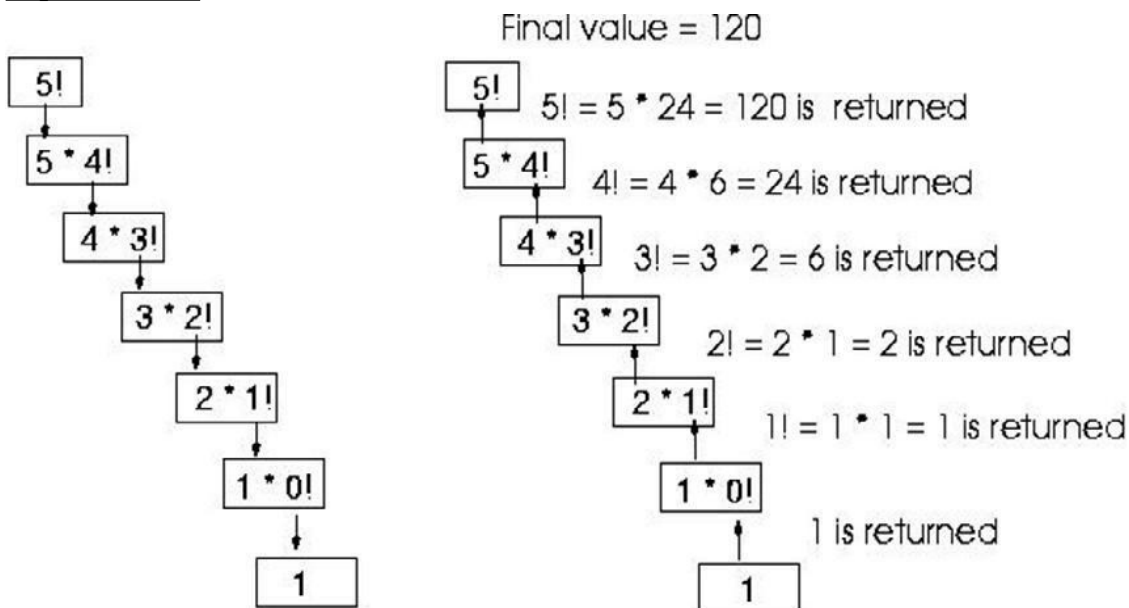 Final value = 120
5!
5 * 4!
4 * 3!
3 * 2!
2 * 1!
1 * 0!
1
5!
5! = 5 * 24 = 120 is returned
5 * 4!
4! = 4 * 6 = 24 is returned
4 * 3!
3! = 3 * 2 = 6 is returned
3 * 2!
2! = 2 * 1 = 2 is returned
2 * 1!
1! = 1 * 1 = 1 is returned
1 * 0!
1 is returned
1